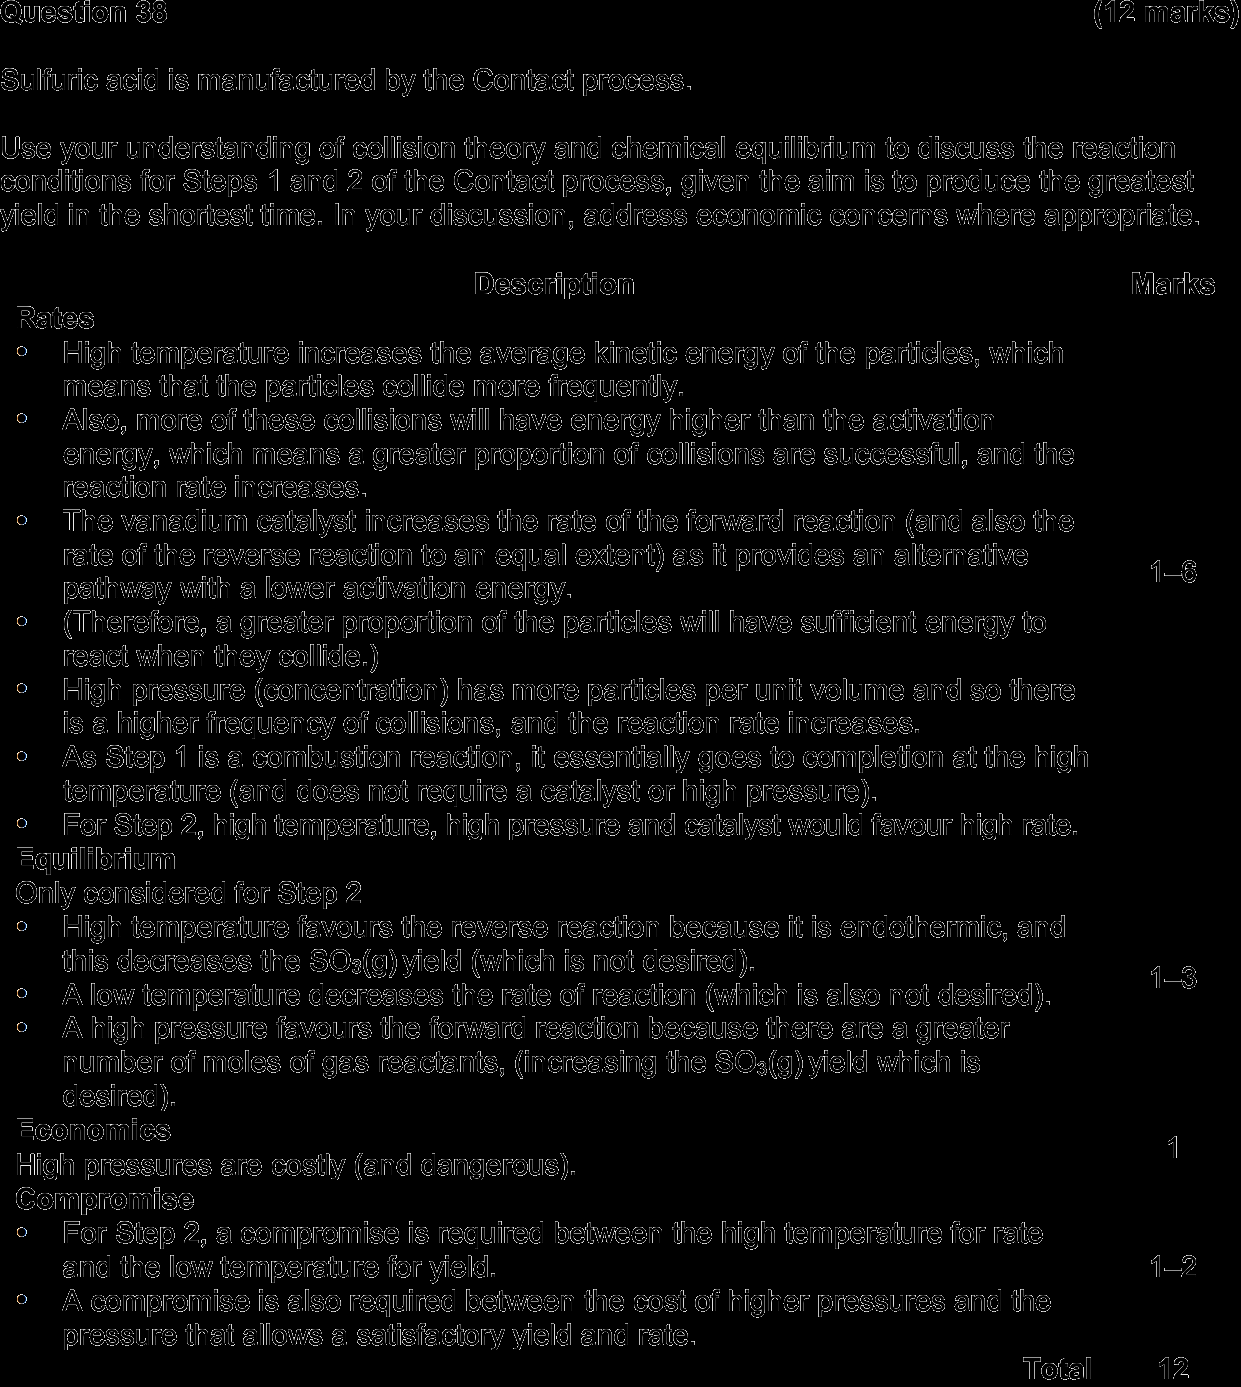 Question 38 (12 marks)
Sulfuric acid is manufactured by the Contact process.
Use your understanding of collision theory and chemical equilibrium to discuss the reaction
conditions for Steps 1 and 2 of the Contact process, given the aim is to produce the greatest
yield in the shortest time. In your discussion, address economic concerns where appropriate.
Description Marks
Rates
° High temperature increases the average kinetic energy of the particles, which
means that the particles collide more frequently.
° Also, more of these collisions will have energy higher than the activation
energy, which means a greater proportion of collisions are successful, and the
reaction rate increases.
° The vanadium catalyst increases the rate of the forward reaction (and also the
rate of the reverse reaction to an equal extent) as it provides an alternative
pathway with a lower activation energy.
1–6
° (Therefore, a greater proportion of the particles will have sufficient energy to
react when they collide.)
° High pressure (concentration) has more particles per unit volume and so there
is a higher frequency of collisions, and the reaction rate increases.
° As Step 1 is a combustion reaction, it essentially goes to completion at the high
temperature (and does not require a catalyst or high pressure).
° For Step 2, high temperature, high pressure and catalyst would favour high rate.
Equilibrium
Only considered for Step 2
° High temperature favours the reverse reaction because it is endothermic, and
this decreases the SO₃(g) yield (which is not desired).
1–3
° A low temperature decreases the rate of reaction (which is also not desired).
° A high pressure favours the forward reaction because there are a greater
number of moles of gas reactants, (increasing the SO₃(g) yield which is
desired).
Economics
1
High pressures are costly (and dangerous).
Compromise
° For Step 2, a compromise is required between the high temperature for rate
and the low temperature for yield.
1–2
° A compromise is also required between the cost of higher pressures and the
pressure that allows a satisfactory yield and rate.
Total 12